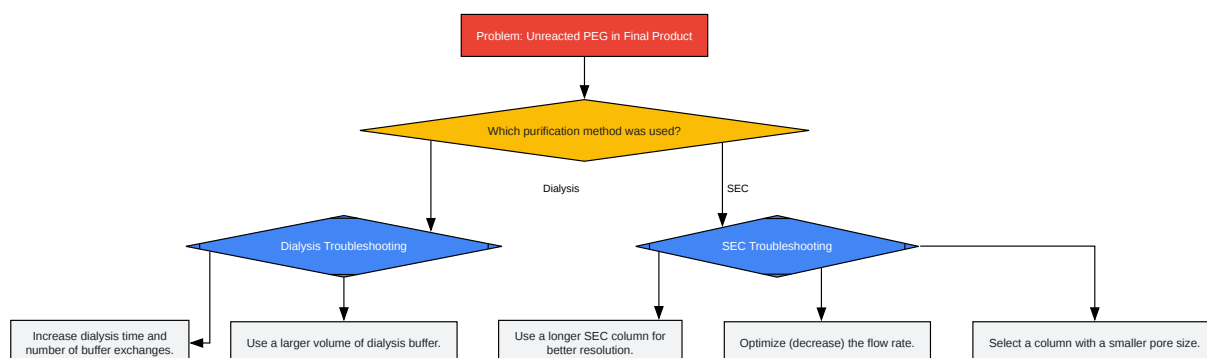 Problem: Unreacted PEG in Final Product
Which purification method was used?
Dialysis
SEC
Dialysis Troubleshooting
SEC Troubleshooting
Increase dialysis time and
number of buffer exchanges.
Use a larger volume of dialysis buffer.
Use a longer SEC column for
better resolution.
Optimize (decrease) the flow rate.
Select a column with a smaller pore size.